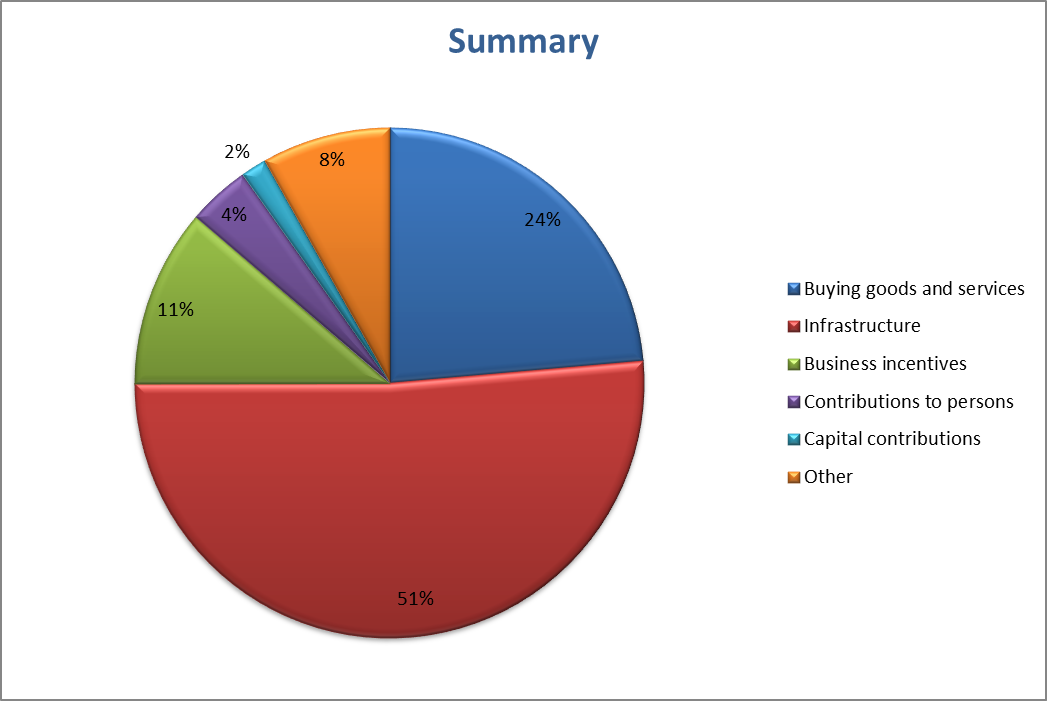 Summary
2%
8%
24%
4%
11%
51%
Buying goods and services
Infrastructure
Business incentives
Contributions to persons
Capital contributions
Other